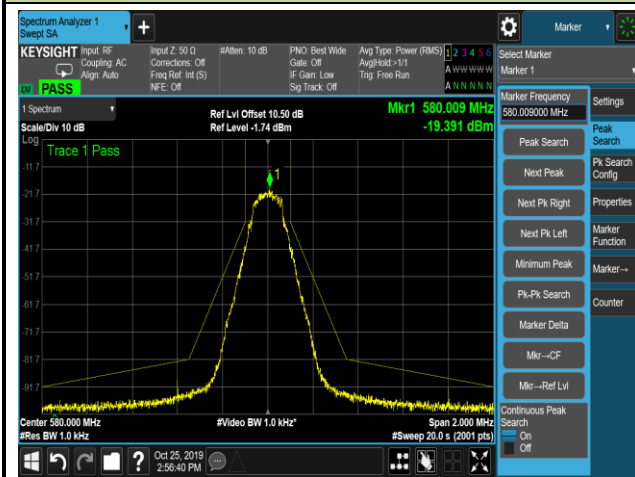 Spectrum Analyzer 1
Swept SA
Marker
KEYSIGHT
Input: RF
Coupling: AC
Align: Auto
Input Z: 50 Ω
Corrections: Off
Freq Ref: Int (S)
NFE: Off
#Atten: 10 dB
PNO: Best Wide
Gate: Off
IF Gain: Low
Sig Track: Off
Avg Type: Power (RMS)
Avg|Hold:>1/1
Trig: Free Run
1 2 3 4 5 6
A W W W W W
A N N N N N
LXI
PASS
Select Marker
Marker 1
1 Spectrum
Scale/Div 10 dB
Log
Ref Lvl Offset 10.50 dB
Ref Level -1.74 dBm
Mkr1 580.009 MHz
-19.391 dBm
Trace 1 Pass
1
-11.7
-21.7
-31.7
-41.7
-51.7
-61.7
-71.7
-81.7
-91.7
Center 580.000 MHz
#Res BW 1.0 kHz
#Video BW 1.0 kHz*
Span 2.000 MHz
#Sweep 20.0 s (2001 pts)
Marker Frequency
580.009000 MHz
Peak Search
Next Peak
Next Pk Right
Next Pk Left
Minimum Peak
Pk-Pk Search
Marker Delta
Mkr→CF
Mkr→Ref Lvl
Continuous Peak
Search
On
Off
Settings
Peak
Search
Pk Search
Config
Properties
Marker
Function
Marker→
Counter
?
Oct 25, 2019
2:56:40 PM